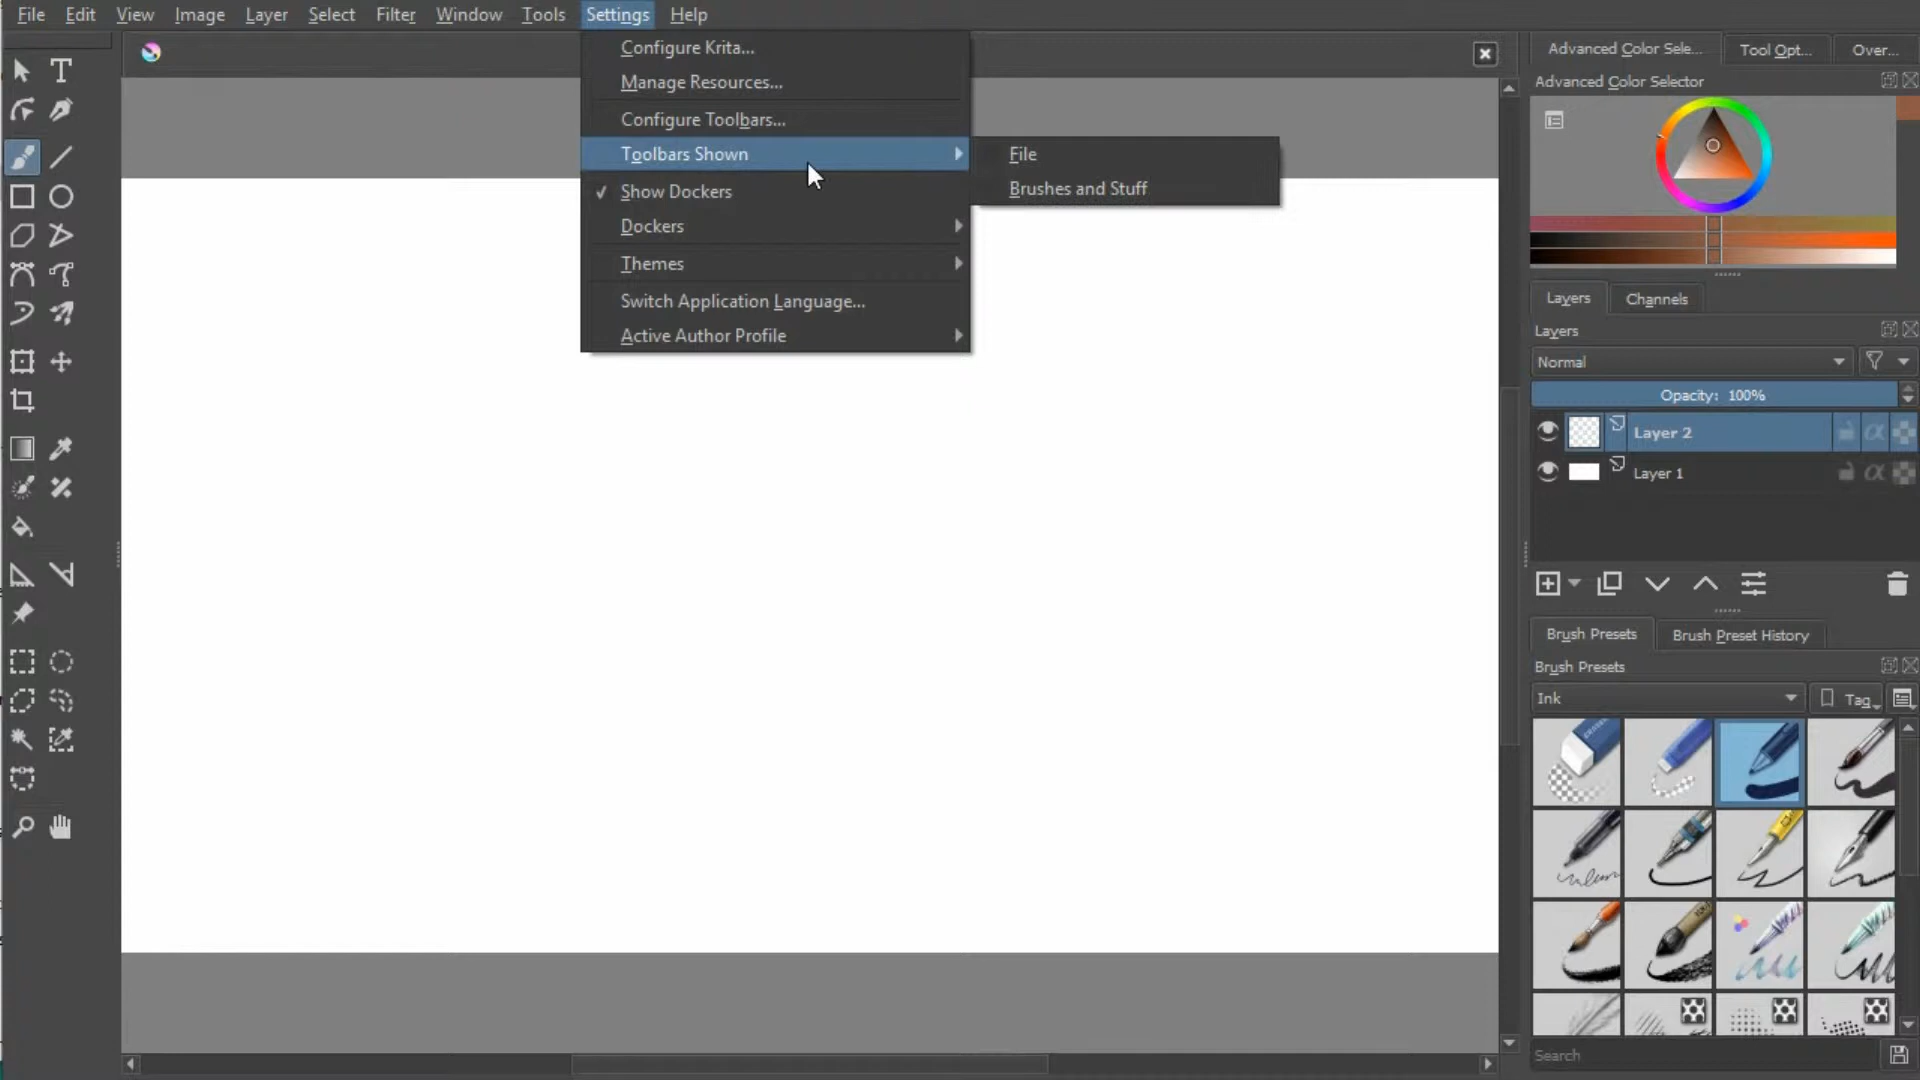 File Edit View Image Layer Select Filter Window Tools Settings Help
Configure Krita...
Manage Resources...
Configure Toolbars...
Toolbars Shown
File
Brushes and Stuff
✓ Show Dockers
Dockers
Themes
Switch Application Language...
Active Author Profile
Advanced Color Sele... Tool Opt... Over...
Advanced Color Selector
Layers Channels
Layers
Normal
Opacity: 100%
Layer 2
Layer 1
Brush Presets Brush Preset History
Brush Presets
Ink Tag
Search